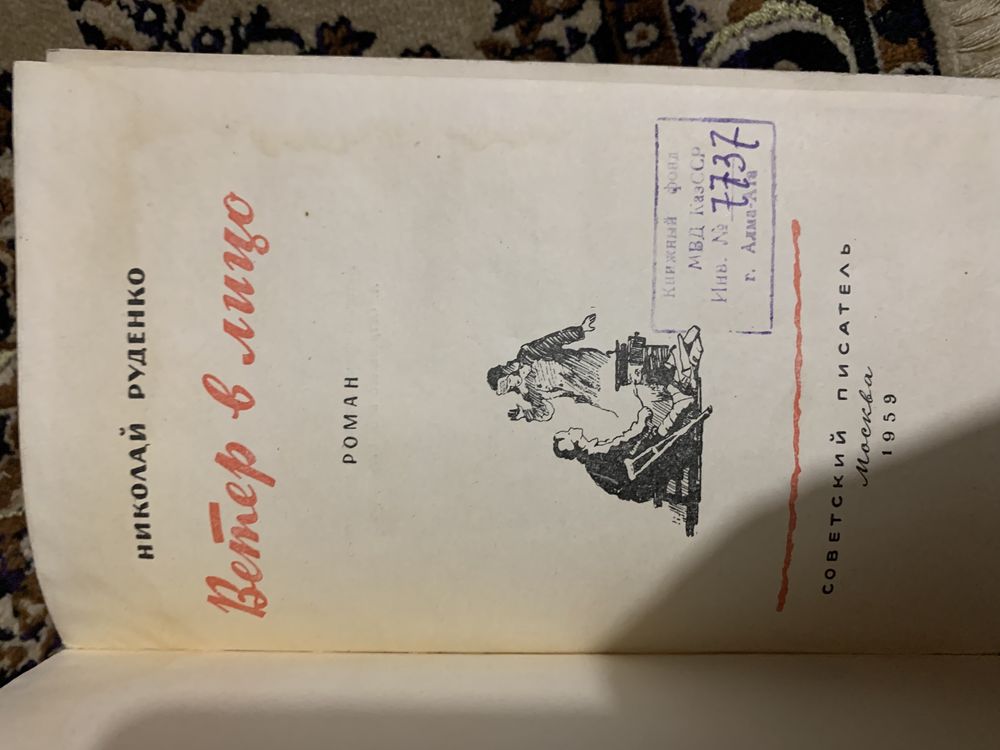 НИКОЛАЙ РУДЕНКО
Ветер в лицо
РОМАН
Книжный фонд
МВД КазССР
Инв. № 7737
г. Алма-Ата
СОВЕТСКИЙ ПИСАТЕЛЬ
Москва
1959